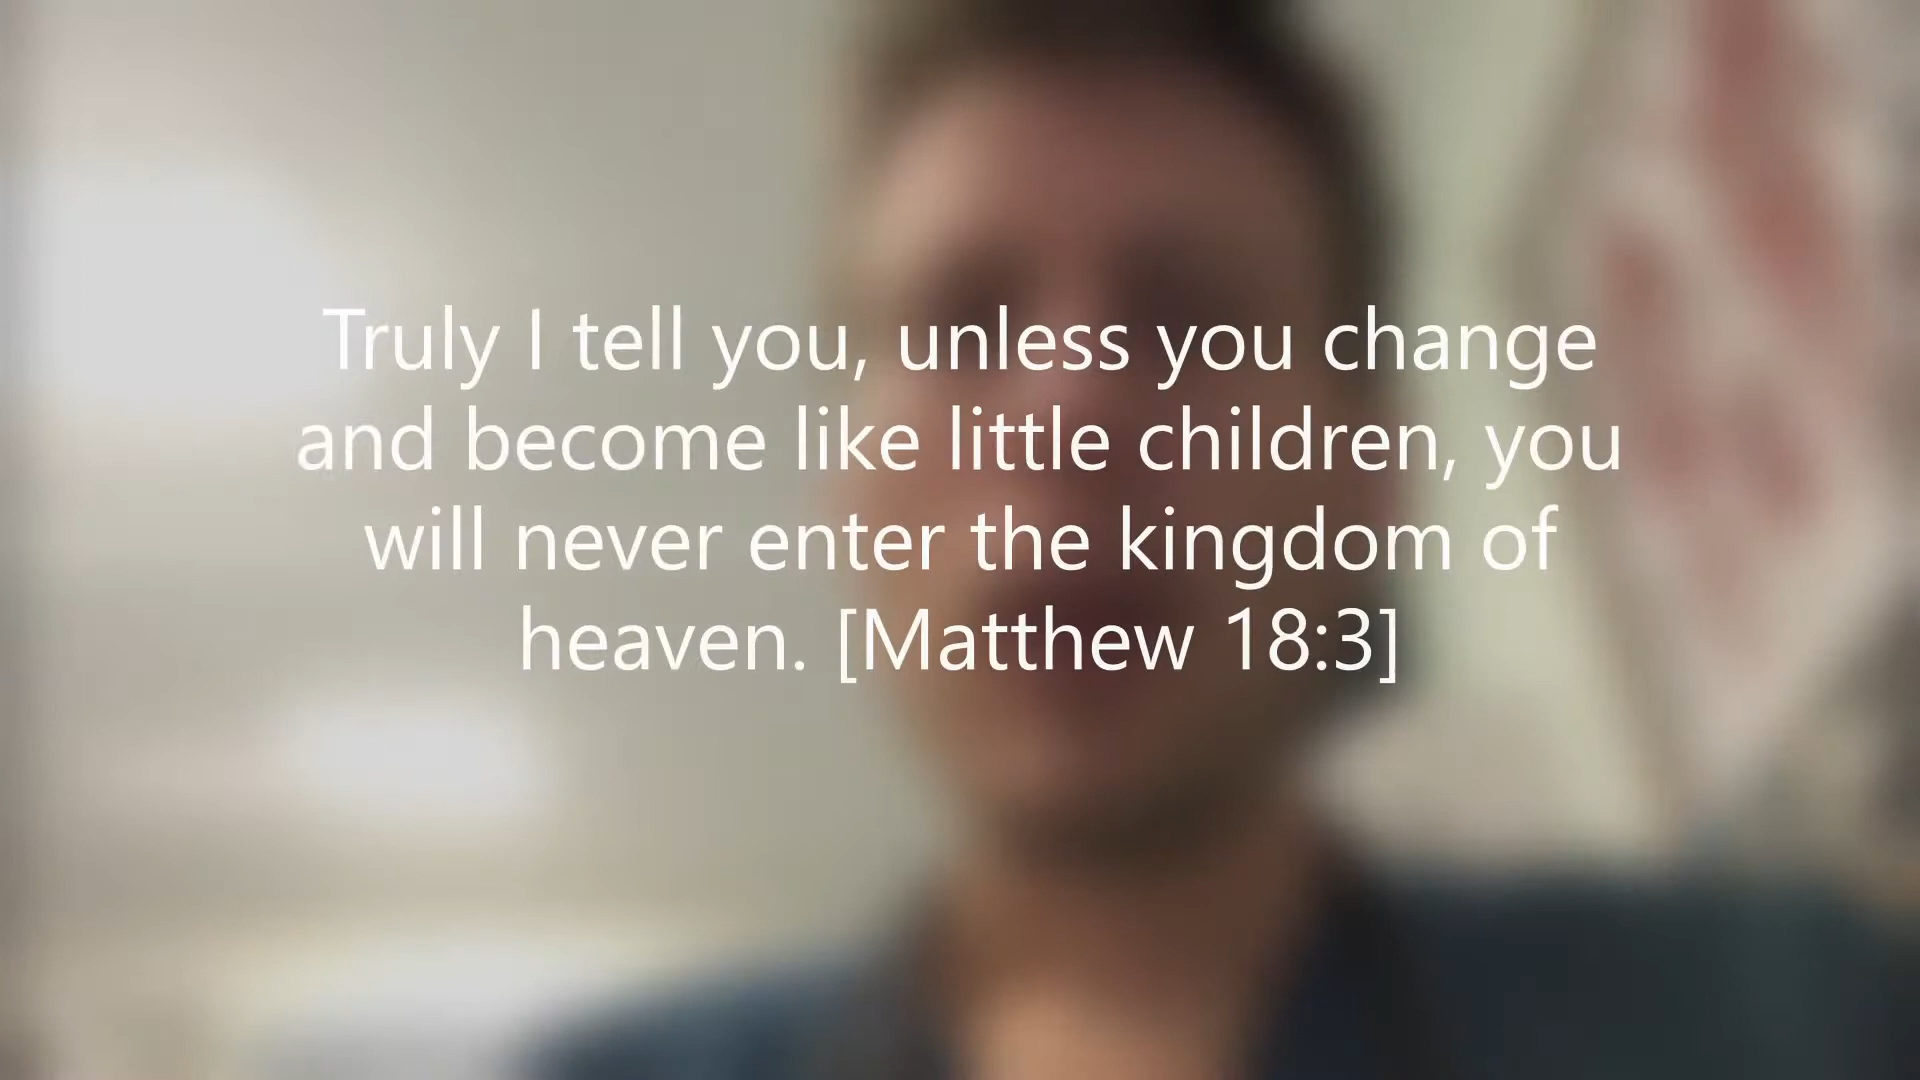 Truly I tell you, unless you change
and become like little children, you
will never enter the kingdom of
heaven. [Matthew 18:3]